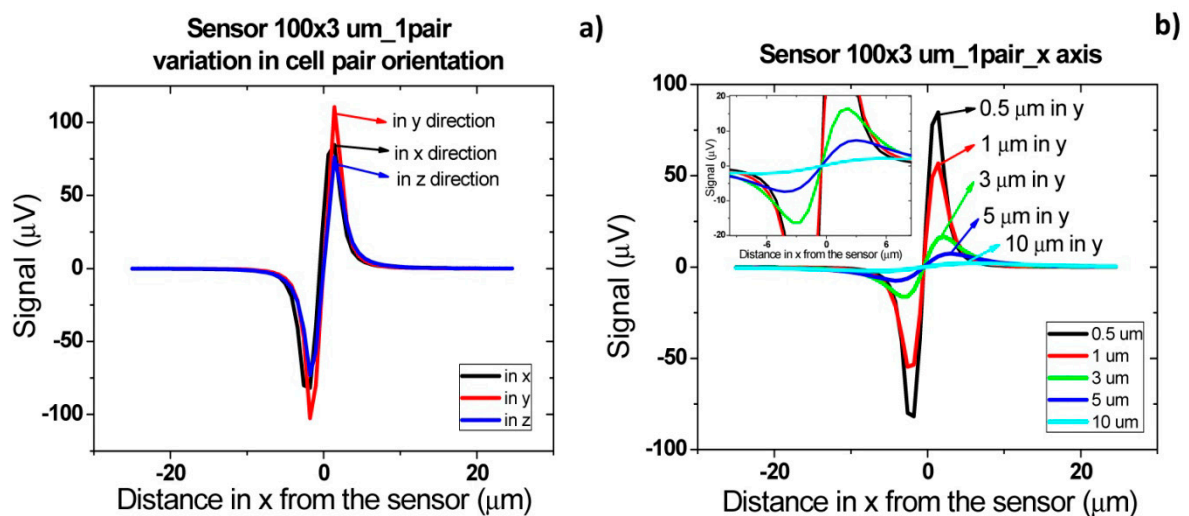 Sensor 100x3 um_1pair
variation in cell pair orientation
a)
100
50
0
-50
-100
Signal (μV)
in y direction
in x direction
in z direction
in x
in y
in z
-20
0
20
Distance in x from the sensor (μm)
b)
Sensor 100x3 um_1pair_x axis
100
50
0
-50
-100
Signal (μV)
20
10
0
-10
-20
Signal (μV)
-6
0
6
Distance in x from the sensor (μm)
0.5 μm in y
1 μm in y
3 μm in y
5 μm in y
10 μm in y
0.5 um
1 um
3 um
5 um
10 um
-20
0
20
Distance in x from the sensor (μm)